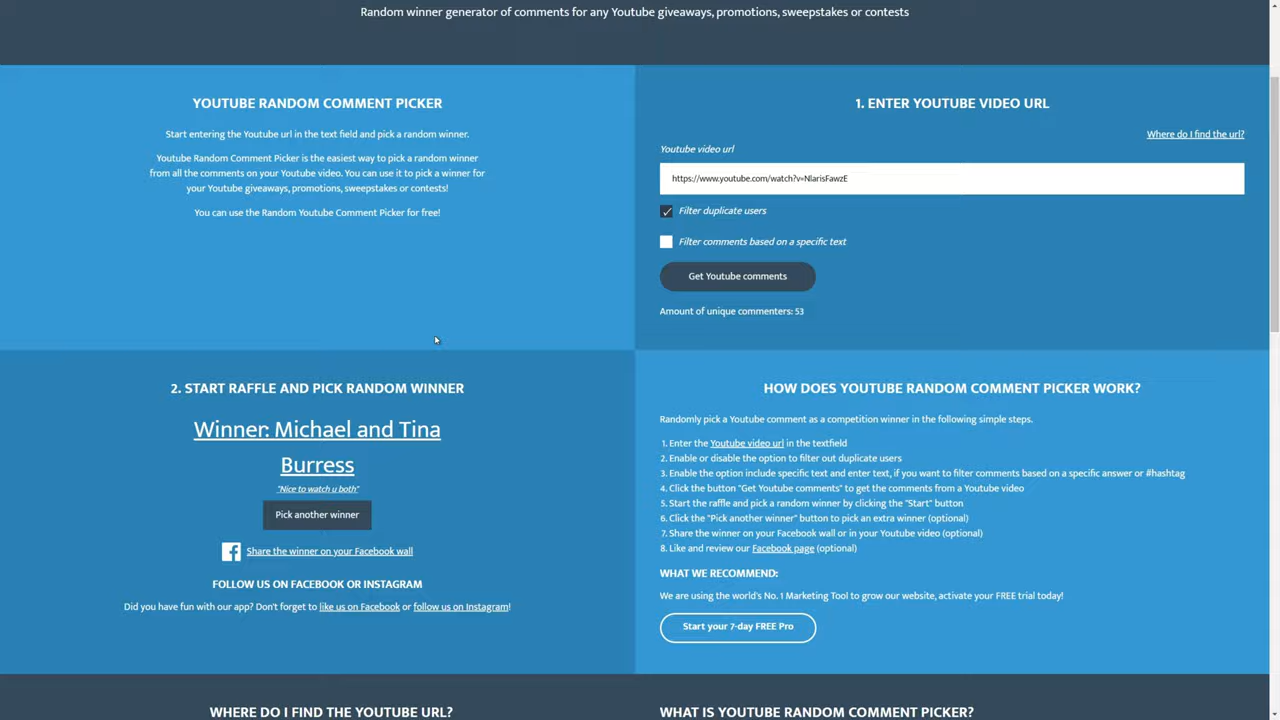 Random winner generator of comments for any Youtube giveaways, promotions, sweepstakes or contests
YOUTUBE RANDOM COMMENT PICKER
Start entering the Youtube url in the text field and pick a random winner.
Youtube Random Comment Picker is the easiest way to pick a random winner
from all the comments on your Youtube video. You can use it to pick a winner for
your Youtube giveaways, promotions, sweepstakes or contests!
You can use the Random Youtube Comment Picker for free!
1. ENTER YOUTUBE VIDEO URL
Where do I find the url?
Youtube video url
https://www.youtube.com/watch?v=NlarisFawzE
Filter duplicate users
Filter comments based on a specific text
Get Youtube comments
Amount of unique commenters: 53
2. START RAFFLE AND PICK RANDOM WINNER
Winner: Michael and Tina
Burress
"Nice to watch u both"
Pick another winner
Share the winner on your Facebook wall
FOLLOW US ON FACEBOOK OR INSTAGRAM
Did you have fun with our app? Don't forget to like us on Facebook or follow us on Instagram!
HOW DOES YOUTUBE RANDOM COMMENT PICKER WORK?
Randomly pick a Youtube comment as a competition winner in the following simple steps.
1. Enter the Youtube video url in the textfield
2. Enable or disable the option to filter out duplicate users
3. Enable the option include specific text and enter text, if you want to filter comments based on a specific answer or #hashtag
4. Click the button "Get Youtube comments" to get the comments from a Youtube video
5. Start the raffle and pick a random winner by clicking the "Start" button
6. Click the "Pick another winner" button to pick an extra winner (optional)
7. Share the winner on your Facebook wall or in your Youtube video (optional)
8. Like and review our Facebook page (optional)
WHAT WE RECOMMEND:
We are using the world's No. 1 Marketing Tool to grow our website, activate your FREE trial today!
Start your 7-day FREE Pro
WHERE DO I FIND THE YOUTUBE URL?
WHAT IS YOUTUBE RANDOM COMMENT PICKER?